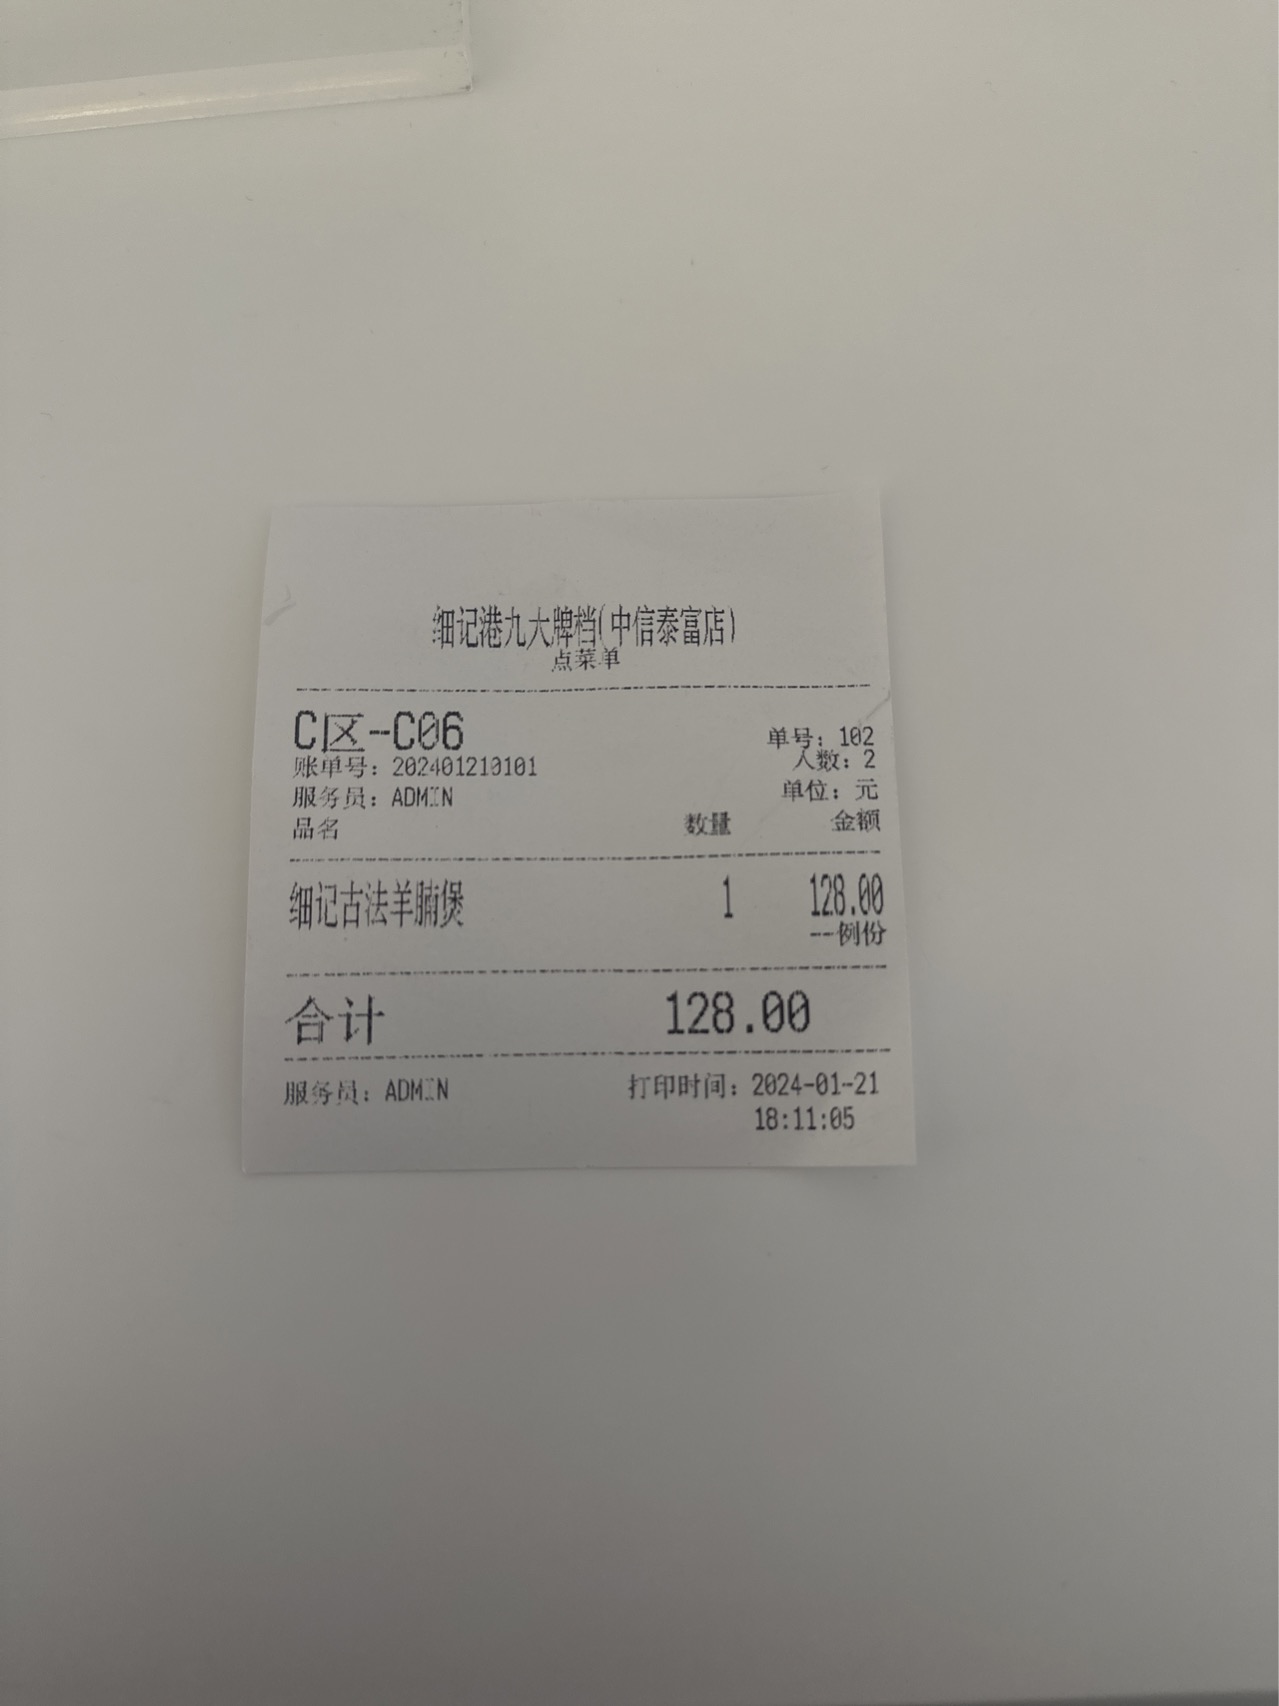 细记港九大牌档(中信泰富店)
点菜单
C区-C06
单号：102
账单号：202401210101
人数：2
服务员：ADMIN
单位：元
品名 数量 金额
细记古法羊腩煲 1 128.00
--例份
合计 128.00
服务员：ADMIN 打印时间：2024-01-21
18:11:05